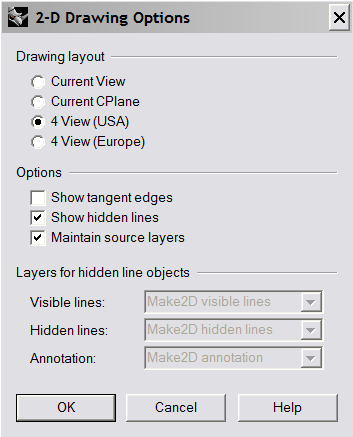 2-D Drawing Options
Drawing layout
Current View
Current CPlane
4 View (USA)
4 View (Europe)
Options
Show tangent edges
Show hidden lines
Maintain source layers
Layers for hidden line objects
Visible lines: Make2D visible lines
Hidden lines: Make2D hidden lines
Annotation: Make2D annotation
OK Cancel Help